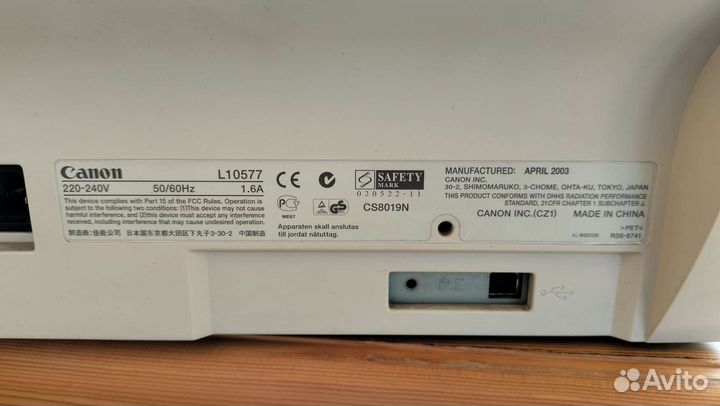 Canon L10577
220-240V 50/60Hz 1.6A
This device complies with Part 15 of the FCC Rules. Operation is
subject to the following two conditions: (1)This device may not cause
harmful interference, and (2)this device must accept any interference
received, including interference that may cause undesired operation.
制造商:佳能公司 日本国东京大田区下丸子3-30-2 中国制造
CE
ME67
Apparaten skall anslutas
till jordat nätuttag.
SAFETY
MARK
020522-11
CS8019N
MANUFACTURED: APRIL 2003
CANON INC.
30-2, SHIMOMARUKO, 3-CHOME, OHTA-KU, TOKYO, JAPAN
THIS PRODUCT CONFORMS WITH DHHS RADIATION PERFORMANCE
STANDARD, 21CFR CHAPTER 1 SUBCHAPTER J.
CANON INC.(CZ1) MADE IN CHINA
>PET<
RS6-8741
Avito